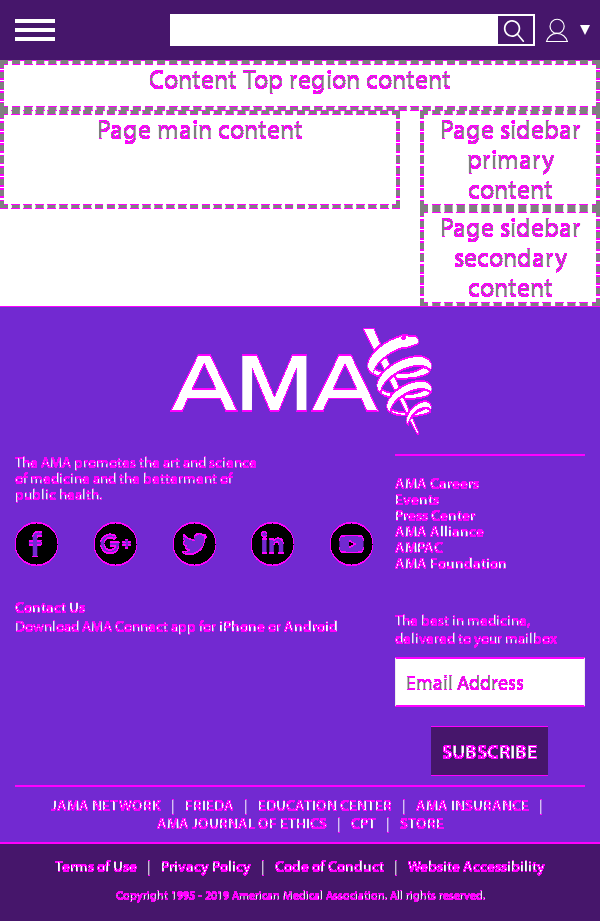 Content Top region content
Page main content
Page sidebar
primary
content
Page sidebar
secondary
content
AMA
The AMA promotes the art and science
of medicine and the betterment of
public health.
Contact Us
Download AMA Connect app for iPhone or Android
AMA Careers
Events
Press Center
AMA Alliance
AMPAC
AMA Foundation
The best in medicine,
delivered to your mailbox
Email Address
SUBSCRIBE
JAMA NETWORK | FRIEDA | EDUCATION CENTER | AMA INSURANCE |
AMA JOURNAL OF ETHICS | CPT | STORE
Terms of Use | Privacy Policy | Code of Conduct | Website Accessibility
Copyright 1995 - 2019 American Medical Association. All rights reserved.